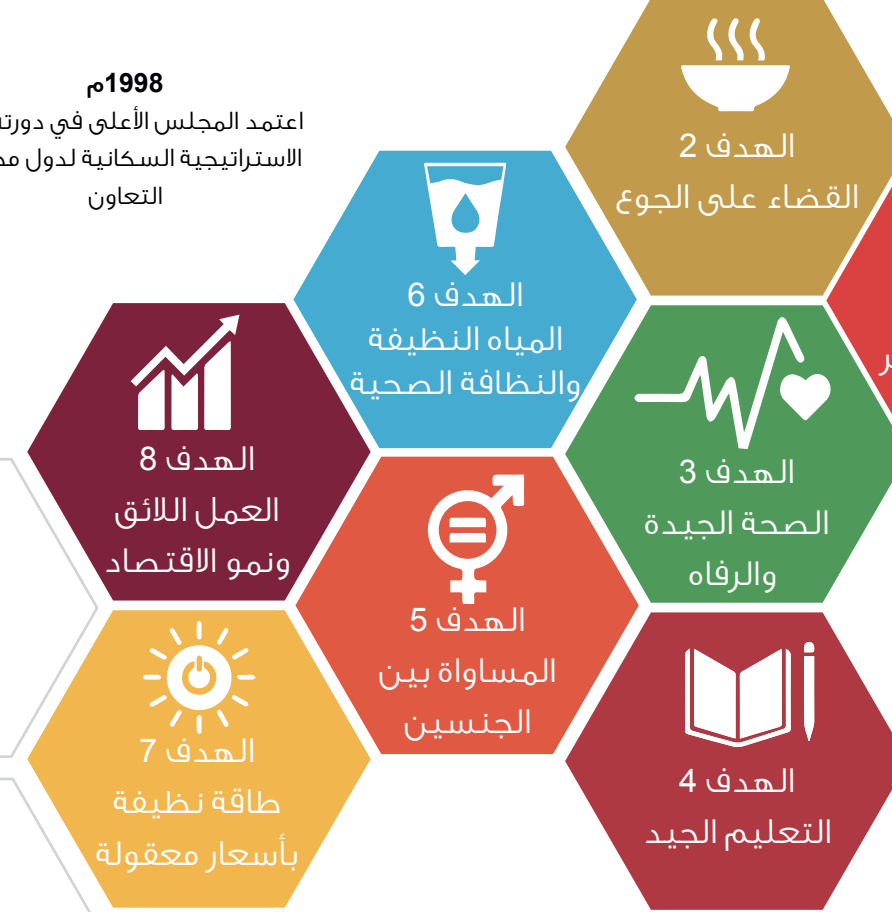 1998م
اعتمد المجلس الأعلى في
الاستراتيجية السكانية لدول
التعاون
الهدف 2
القضاء على الجوع
الهدف 6
المياه النظيفة
والنظافة الصحية
الهدف 3
الصحة الجيدة
والرفاه
الهدف 8
العمل اللائق
ونمو الاقتصاد
الهدف 5
المساواة بين
الجنسين
الهدف 4
التعليم الجيد
الهدف 7
طاقة نظيفة
بأسعار معقولة